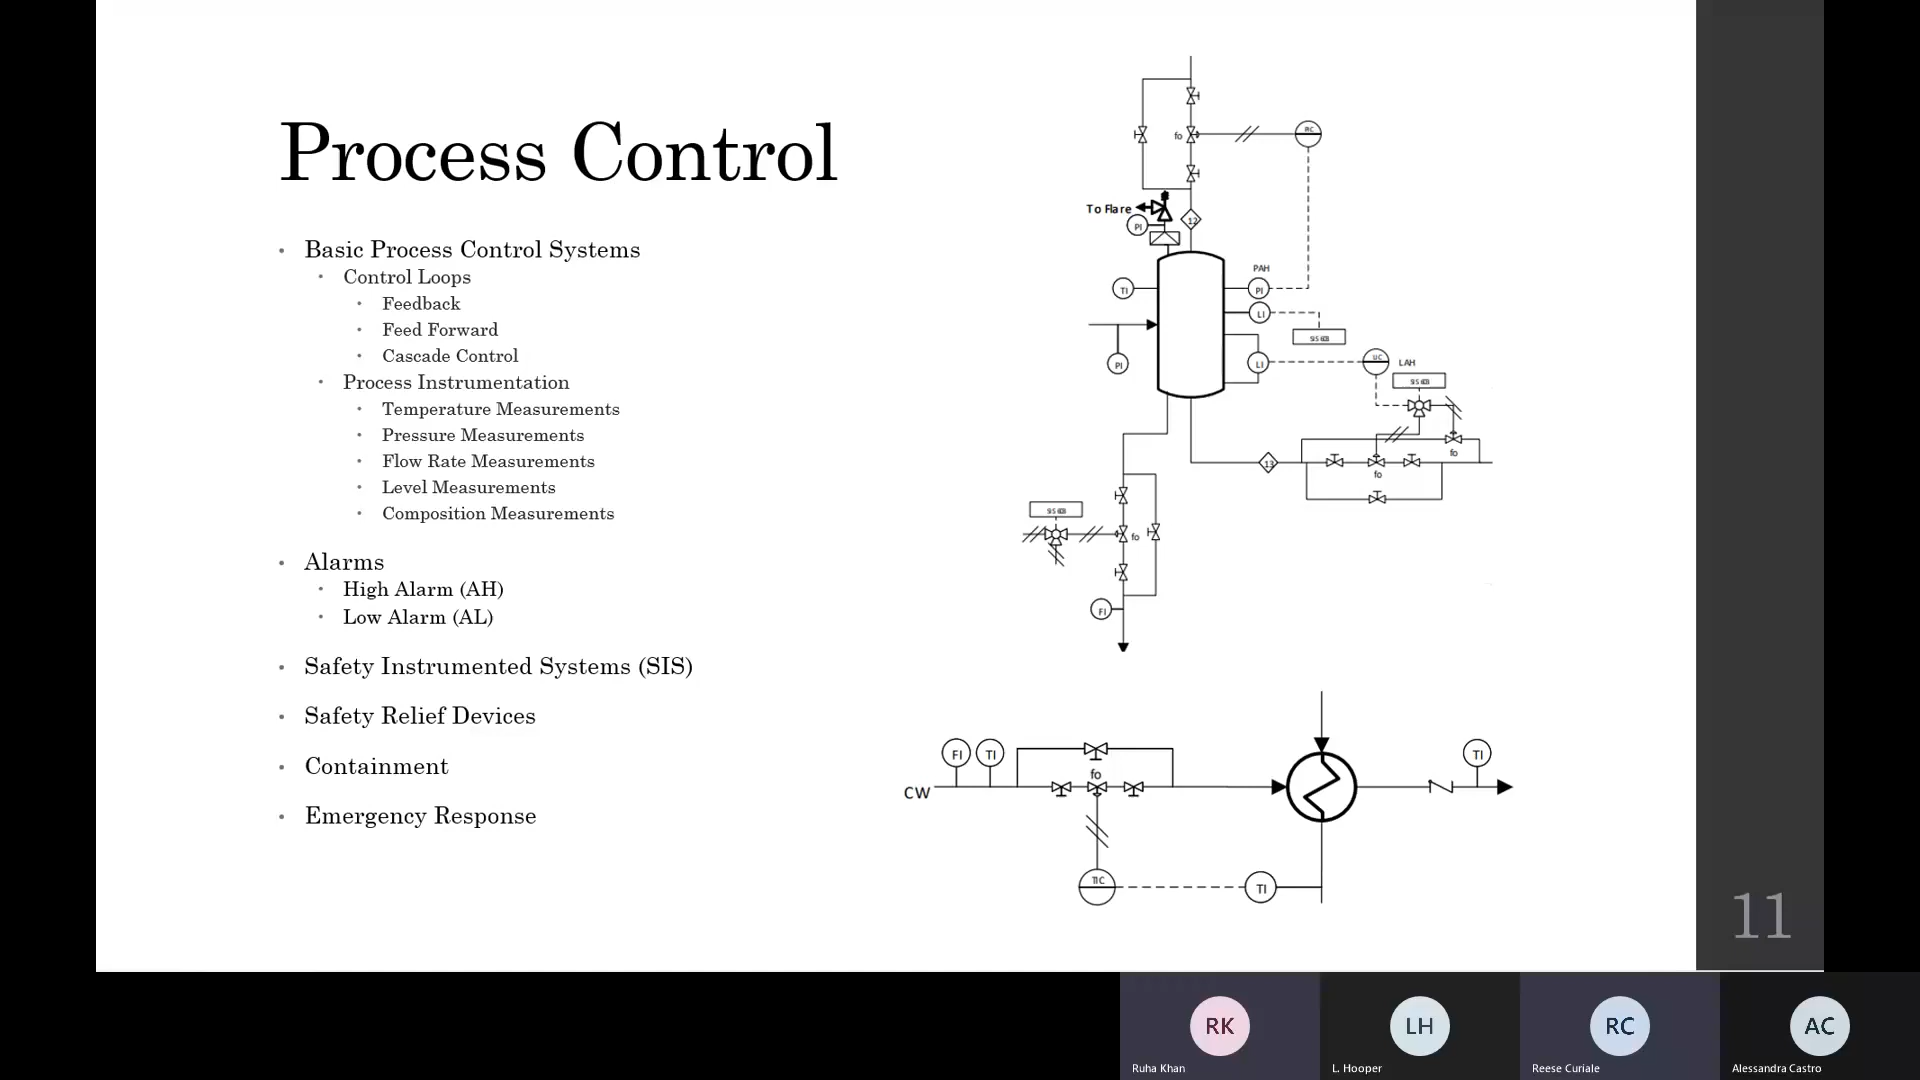 Process Control
Basic Process Control Systems
Control Loops
Feedback
Feed Forward
Cascade Control
Process Instrumentation
Temperature Measurements
Pressure Measurements
Flow Rate Measurements
Level Measurements
Composition Measurements
Alarms
High Alarm (AH)
Low Alarm (AL)
Safety Instrumented Systems (SIS)
Safety Relief Devices
Containment
Emergency Response
fo
To Flare
PI
12
TI
PAH
PI
LI
PI
LI
LAH
fo
13
fo
fo
FI
FI
TI
TI
fo
CW
TIC
TI
11
RK
LH
RC
AC
Ruha Khan
L. Hooper
Reese Curiale
Alessandra Castro